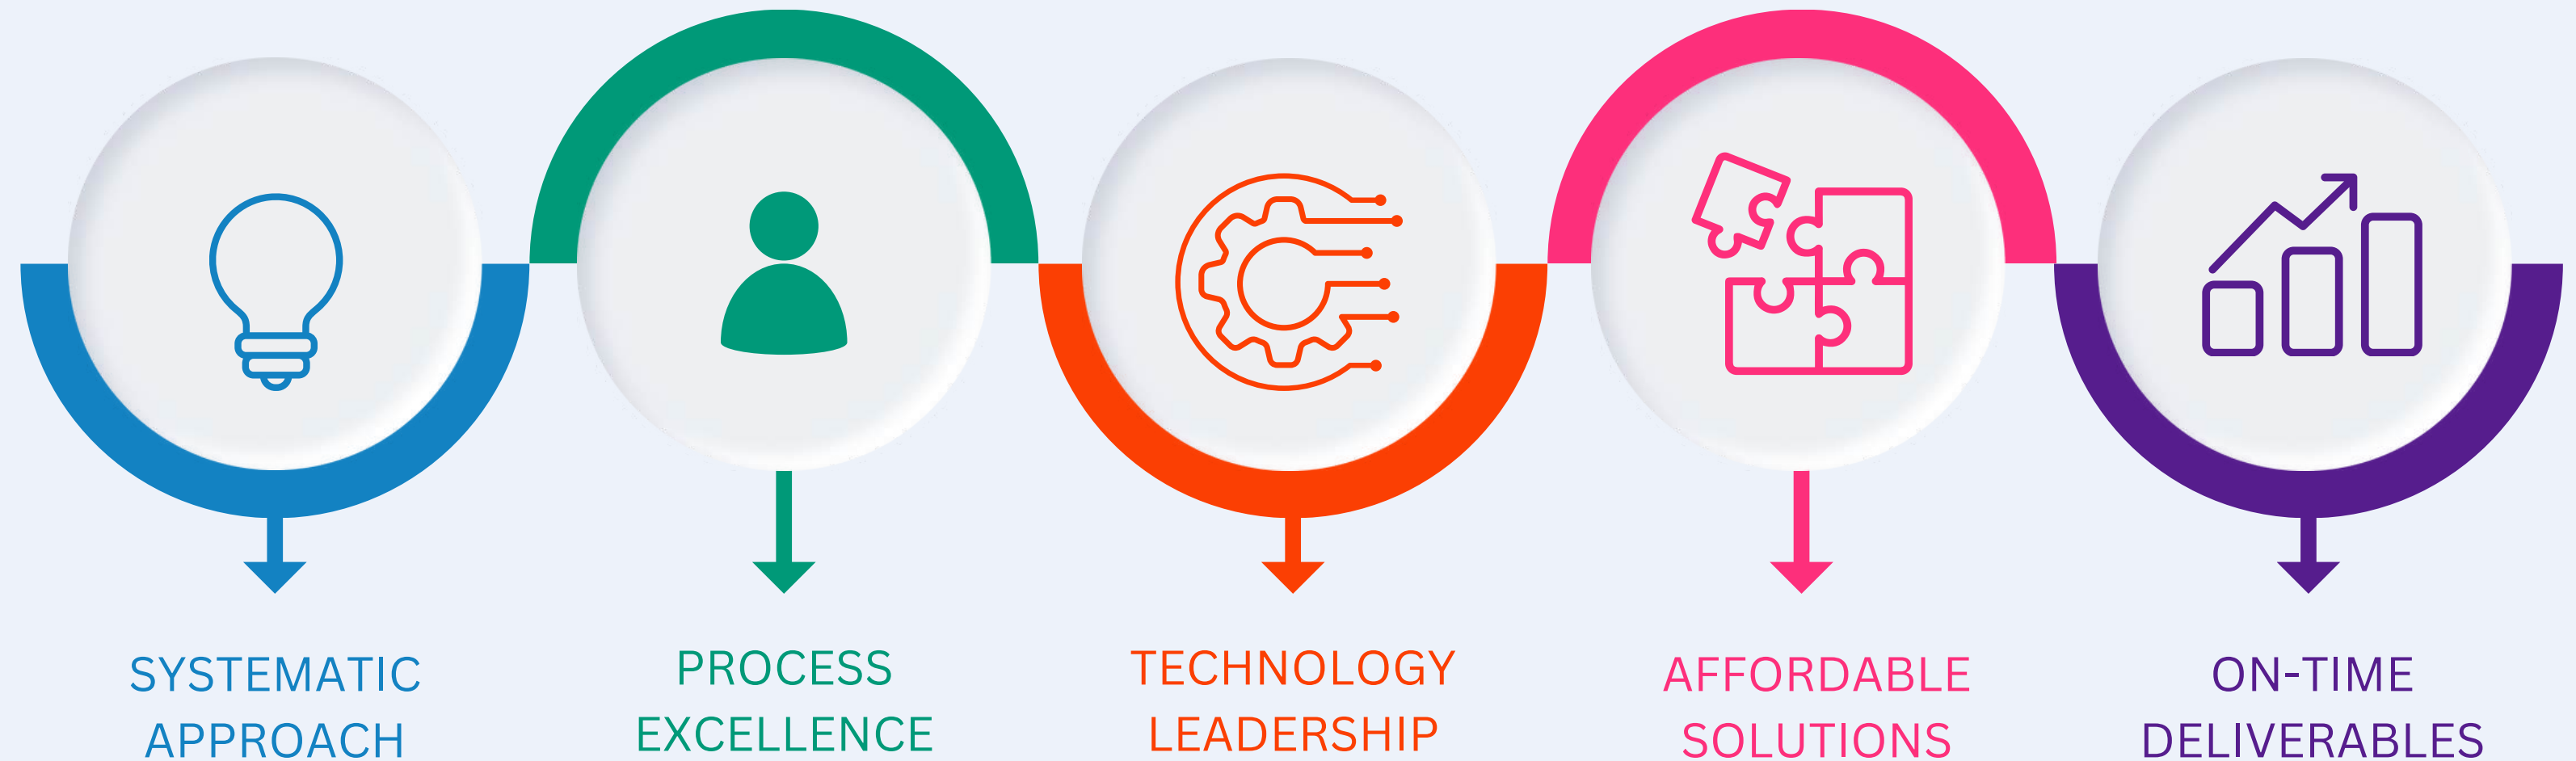 SYSTEMATIC
APPROACH
PROCESS
EXCELLENCE
TECHNOLOGY
LEADERSHIP
AFFORDABLE
SOLUTIONS
ON-TIME
DELIVERABLES